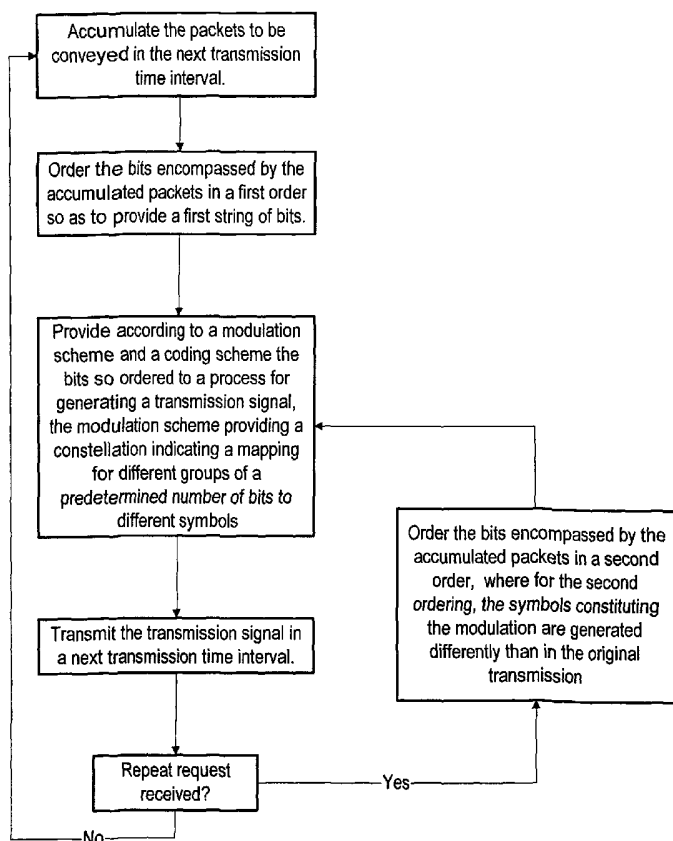 Accumulate the packets to be
conveyed in the next transmission
time interval.
Order the bits encompassed by the
accumulated packets in a first order
so as to provide a first string of bits.
Provide according to a modulation
scheme and a coding scheme the
bits so ordered to a process for
generating a transmission signal,
the modulation scheme providing a
constellation indicating a mapping
for different groups of a
predetermined number of bits to
different symbols
Order the bits encompassed by the
accumulated packets in a second
order, where for the second
ordering, the symbols constituting
the modulation are generated
differently than in the original
transmission
Transmit the transmission signal in
a next transmission time interval.
Repeat request
received?
Yes
No